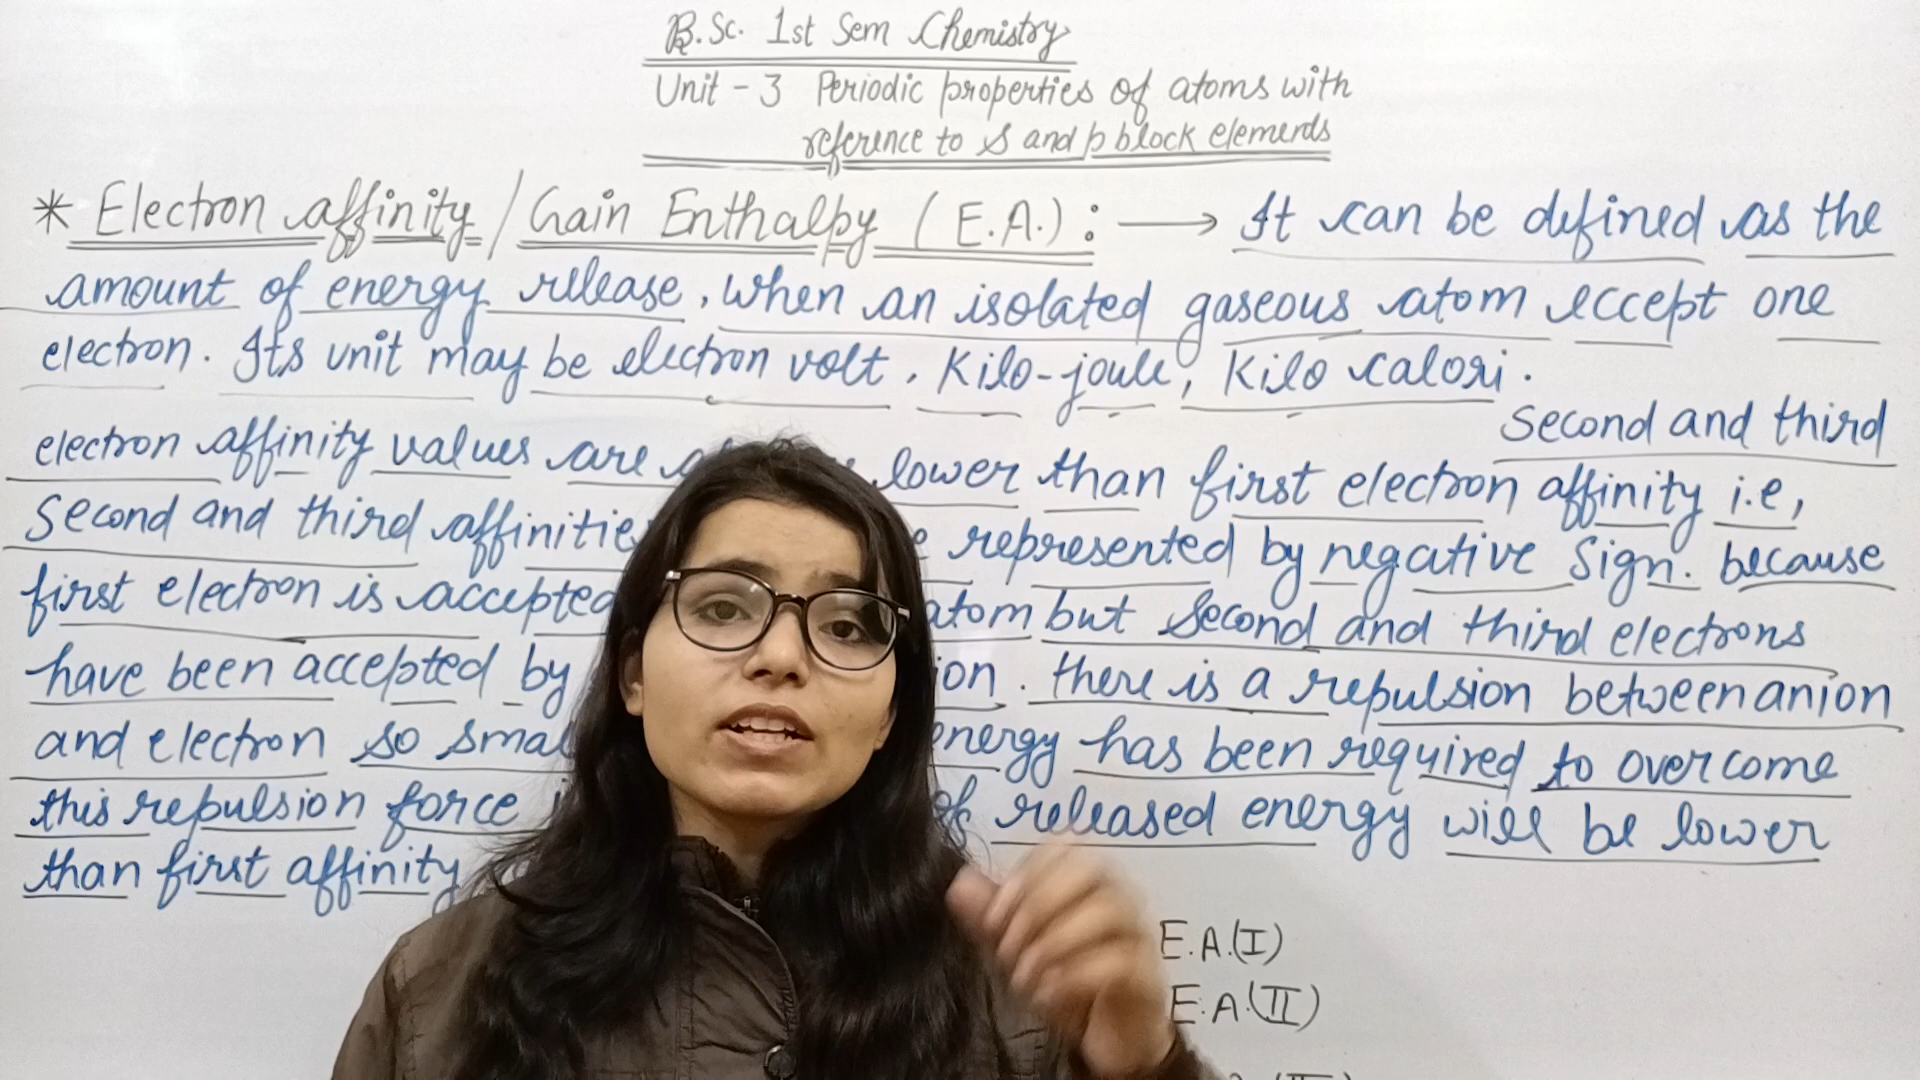 B.Sc. 1st Sem Chemistry
Unit - 3 Periodic properties of atoms with
reference to s and p block elements
* Electron affinity / Gain Enthalpy (E.A.) : → It can be defined as the
amount of energy release, when an isolated gaseous atom eccept one
electron. Its unit may be electron volt, Kilo-joule, Kilo calori.
Second and third
electron affinity values are lower than first electron affinity i.e,
Second and third affinities represented by negative Sign. because
first electron is accepted atom but second and third electrons
have been accepted by there is a repulsion between anion
and electron so energy has been required to overcome
this repulsion force of released energy will be lower
than first affinity
E.A.(I)
E.A.(II)